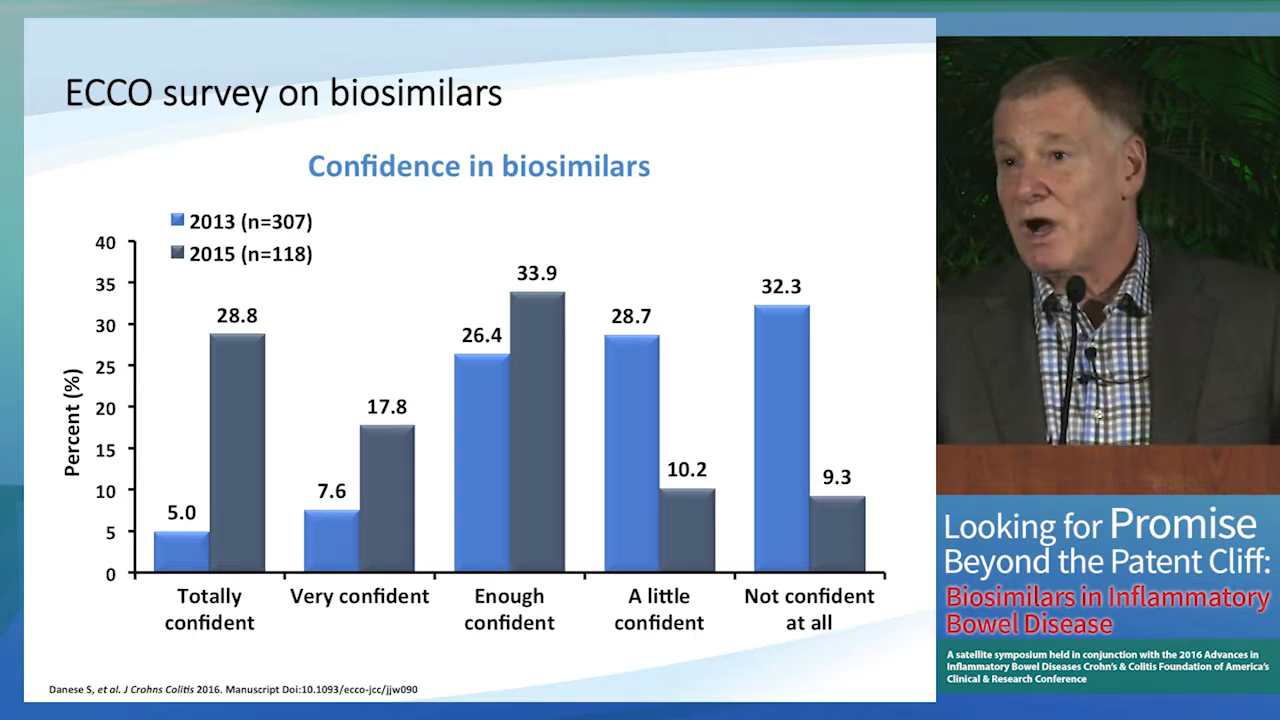 ECCO survey on biosimilars
Confidence in biosimilars
2013 (n=307)
2015 (n=118)
Percent (%)
40
35
30
25
20
15
10
5
0
5.0
28.8
7.6
17.8
26.4
33.9
28.7
10.2
32.3
9.3
Totally
confident
Very confident
Enough
confident
A little
confident
Not confident
at all
Danese S, et al. J Crohns Colitis 2016. Manuscript Doi:10.1093/ecco-jcc/jjw090
Looking for Promise
Beyond the Patent Cliff:
Biosimilars in Inflammatory
Bowel Disease
A satellite symposium held in conjunction with the 2016 Advances in
Inflammatory Bowel Diseases Crohn's & Colitis Foundation of America's
Clinical & Research Conference